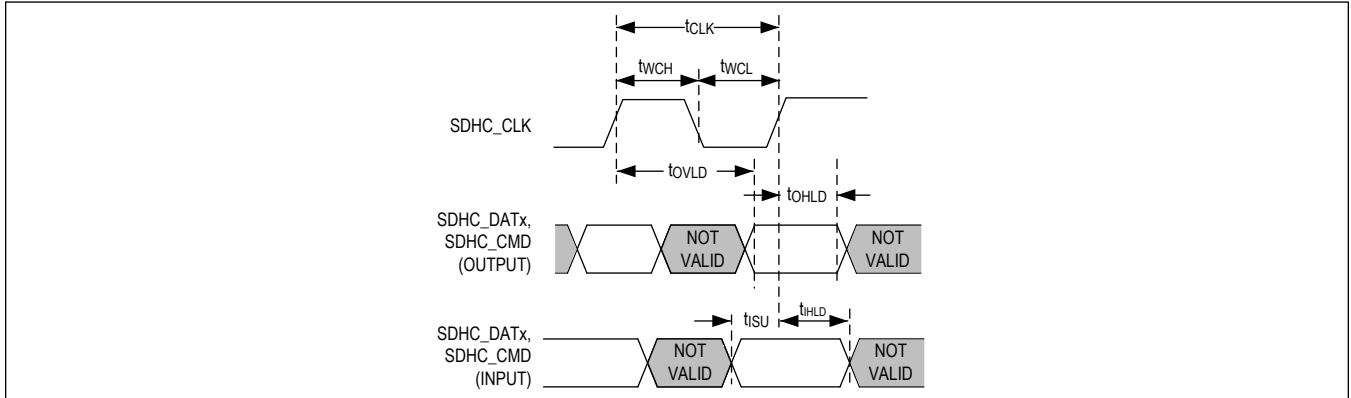 tCLK
tWCH
tWCL
SDHC_CLK
tOVLD
tOHLD
SDHC_DATx,
SDHC_CMD
(OUTPUT)
NOT
VALID
NOT
VALID
tISU
tIHLD
SDHC_DATx,
SDHC_CMD
(INPUT)
NOT
VALID
NOT
VALID